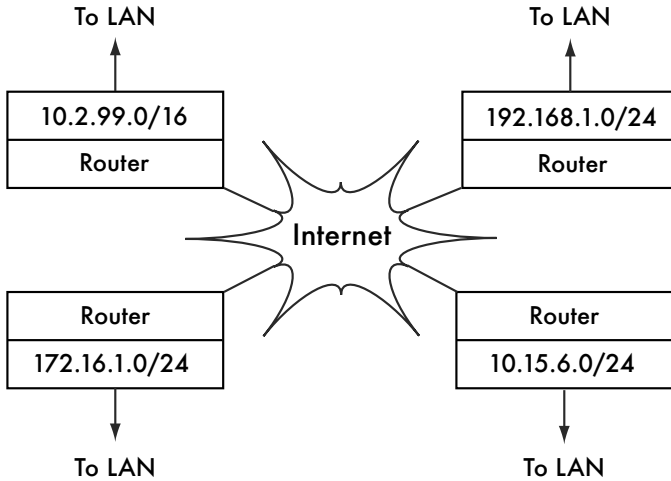 To LAN
To LAN
10.2.99.0/16
192.168.1.0/24
Router
Router
Internet
Router
Router
172.16.1.0/24
10.15.6.0/24
To LAN
To LAN